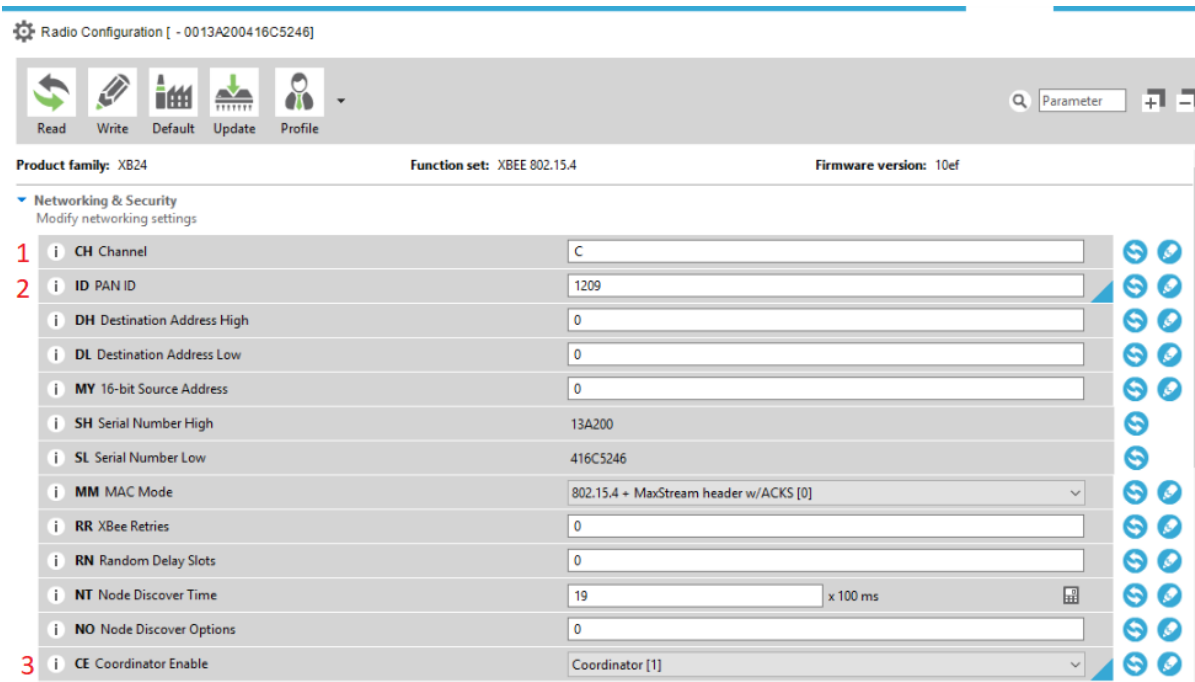 Radio Configuration [ - 0013A200416C5246]
Read Write Default Update Profile Parameter
Product family: XB24 Function set: XBEE 802.15.4 Firmware version: 10ef
Networking & Security
Modify networking settings
1 i CH Channel C
2 i ID PAN ID 1209
i DH Destination Address High 0
i DL Destination Address Low 0
i MY 16-bit Source Address 0
i SH Serial Number High 13A200
i SL Serial Number Low 416C5246
i MM MAC Mode 802.15.4 + MaxStream header w/ACKS [0]
i RR XBee Retries 0
i RN Random Delay Slots 0
i NT Node Discover Time 19 x 100 ms
i NO Node Discover Options 0
3 i CE Coordinator Enable Coordinator [1]